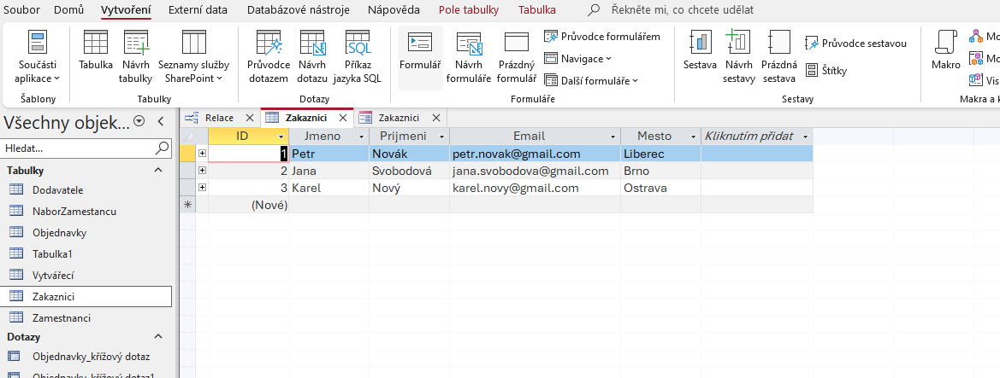 Soubor Domů Vytvoření Externí data Databázové nástroje Nápověda Pole tabulky Tabulka Řekněte mi, co chcete udělat
Součásti aplikace
Šablony
Tabulka
Návrh tabulky
Seznamy služby SharePoint
Tabulky
Průvodce dotazem
Návrh dotazu
Příkaz jazyka SQL
SQL
Dotazy
Formulář
Návrh formuláře
Prázdný formulář
Průvodce formulářem
Navigace
Další formuláře
Formuláře
Sestava
Návrh sestavy
Prázdná sestava
Průvodce sestavou
Štítky
Sestavy
Makro
Mo
Mo
Vis
Makra a k
Všechny objek...
Hledat...
Tabulky
Dodavatele
NaborZamestancu
Objednavky
Tabulka1
Vytvářecí
Zakaznici
Zamestnanci
Dotazy
Objednavky_křížový dotaz
Objednavky_křížový dotaz1
Relace Zakaznici Zakaznici
ID Jmeno Prijmeni Email Mesto Kliknutím přidat
1 Petr Novák petr.novak@gmail.com Liberec
2 Jana Svobodová jana.svobodova@gmail.com Brno
3 Karel Nový karel.novy@gmail.com Ostrava
(Nové)